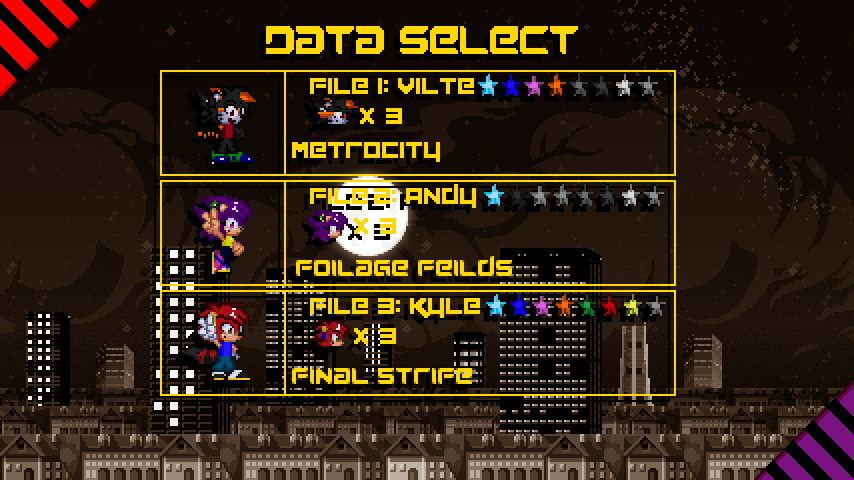 DATA SELECT
FILE 1: VILTE
X 3
METROCITY
FILE 2: ANDY
X 3
FOILAGE FEILDS
FILE 3: KYLE
X 3
FINAL STRIFE